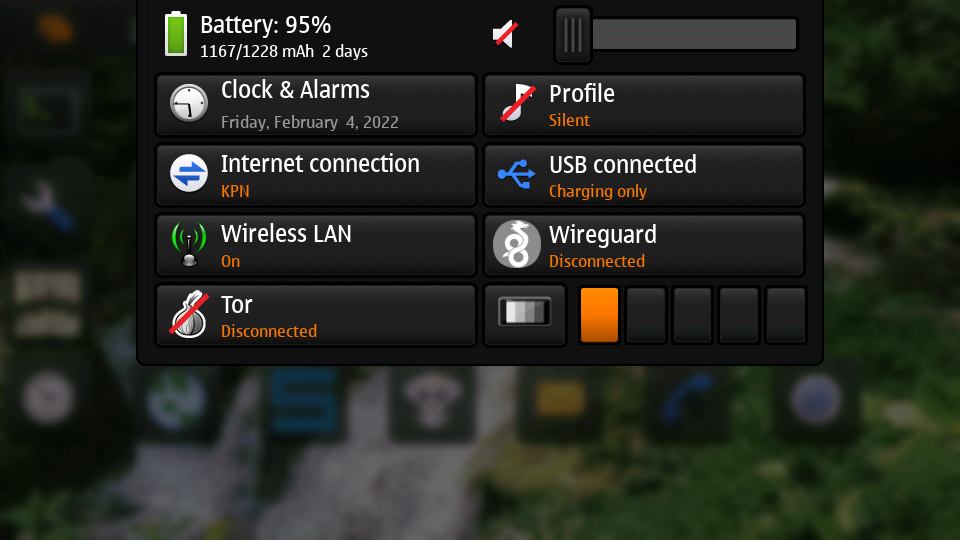 Battery: 95%
1167/1228 mAh  2 days
Clock & Alarms
Friday, February  4, 2022
Profile
Silent
Internet connection
KPN
USB connected
Charging only
Wireless LAN
On
Wireguard
Disconnected
Tor
Disconnected